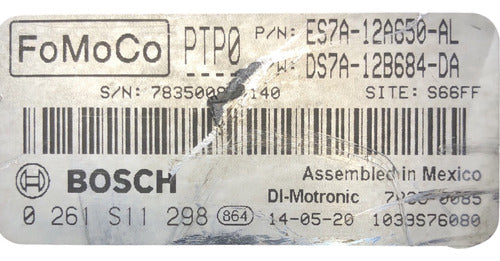 FoMoCo PTP0 P/N: ES7A-12A650-AL
W: DS7A-12B684-DA
S/N: SITE: S66FF
BOSCH Assembled in Mexico
DI-Motronic
0 261 S11 298 864 14-05-20 1033S76080